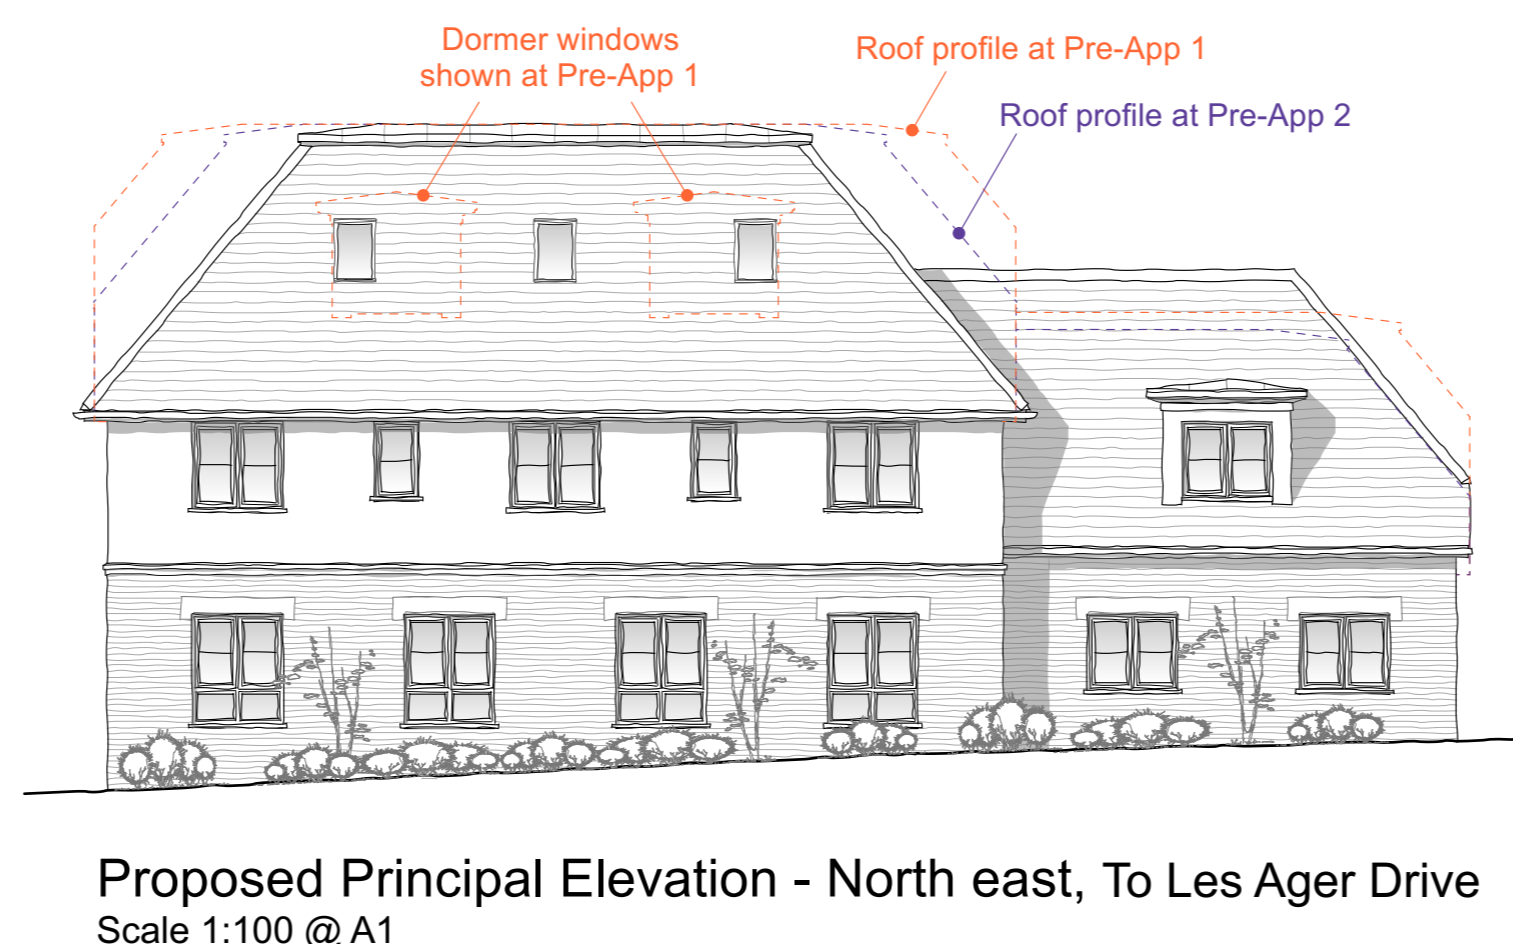 Dormer windows
shown at Pre-App 1
Roof profile at Pre-App 1
Roof profile at Pre-App 2
Proposed Principal Elevation - North east, To Les Ager Drive
Scale 1:100 @ A1